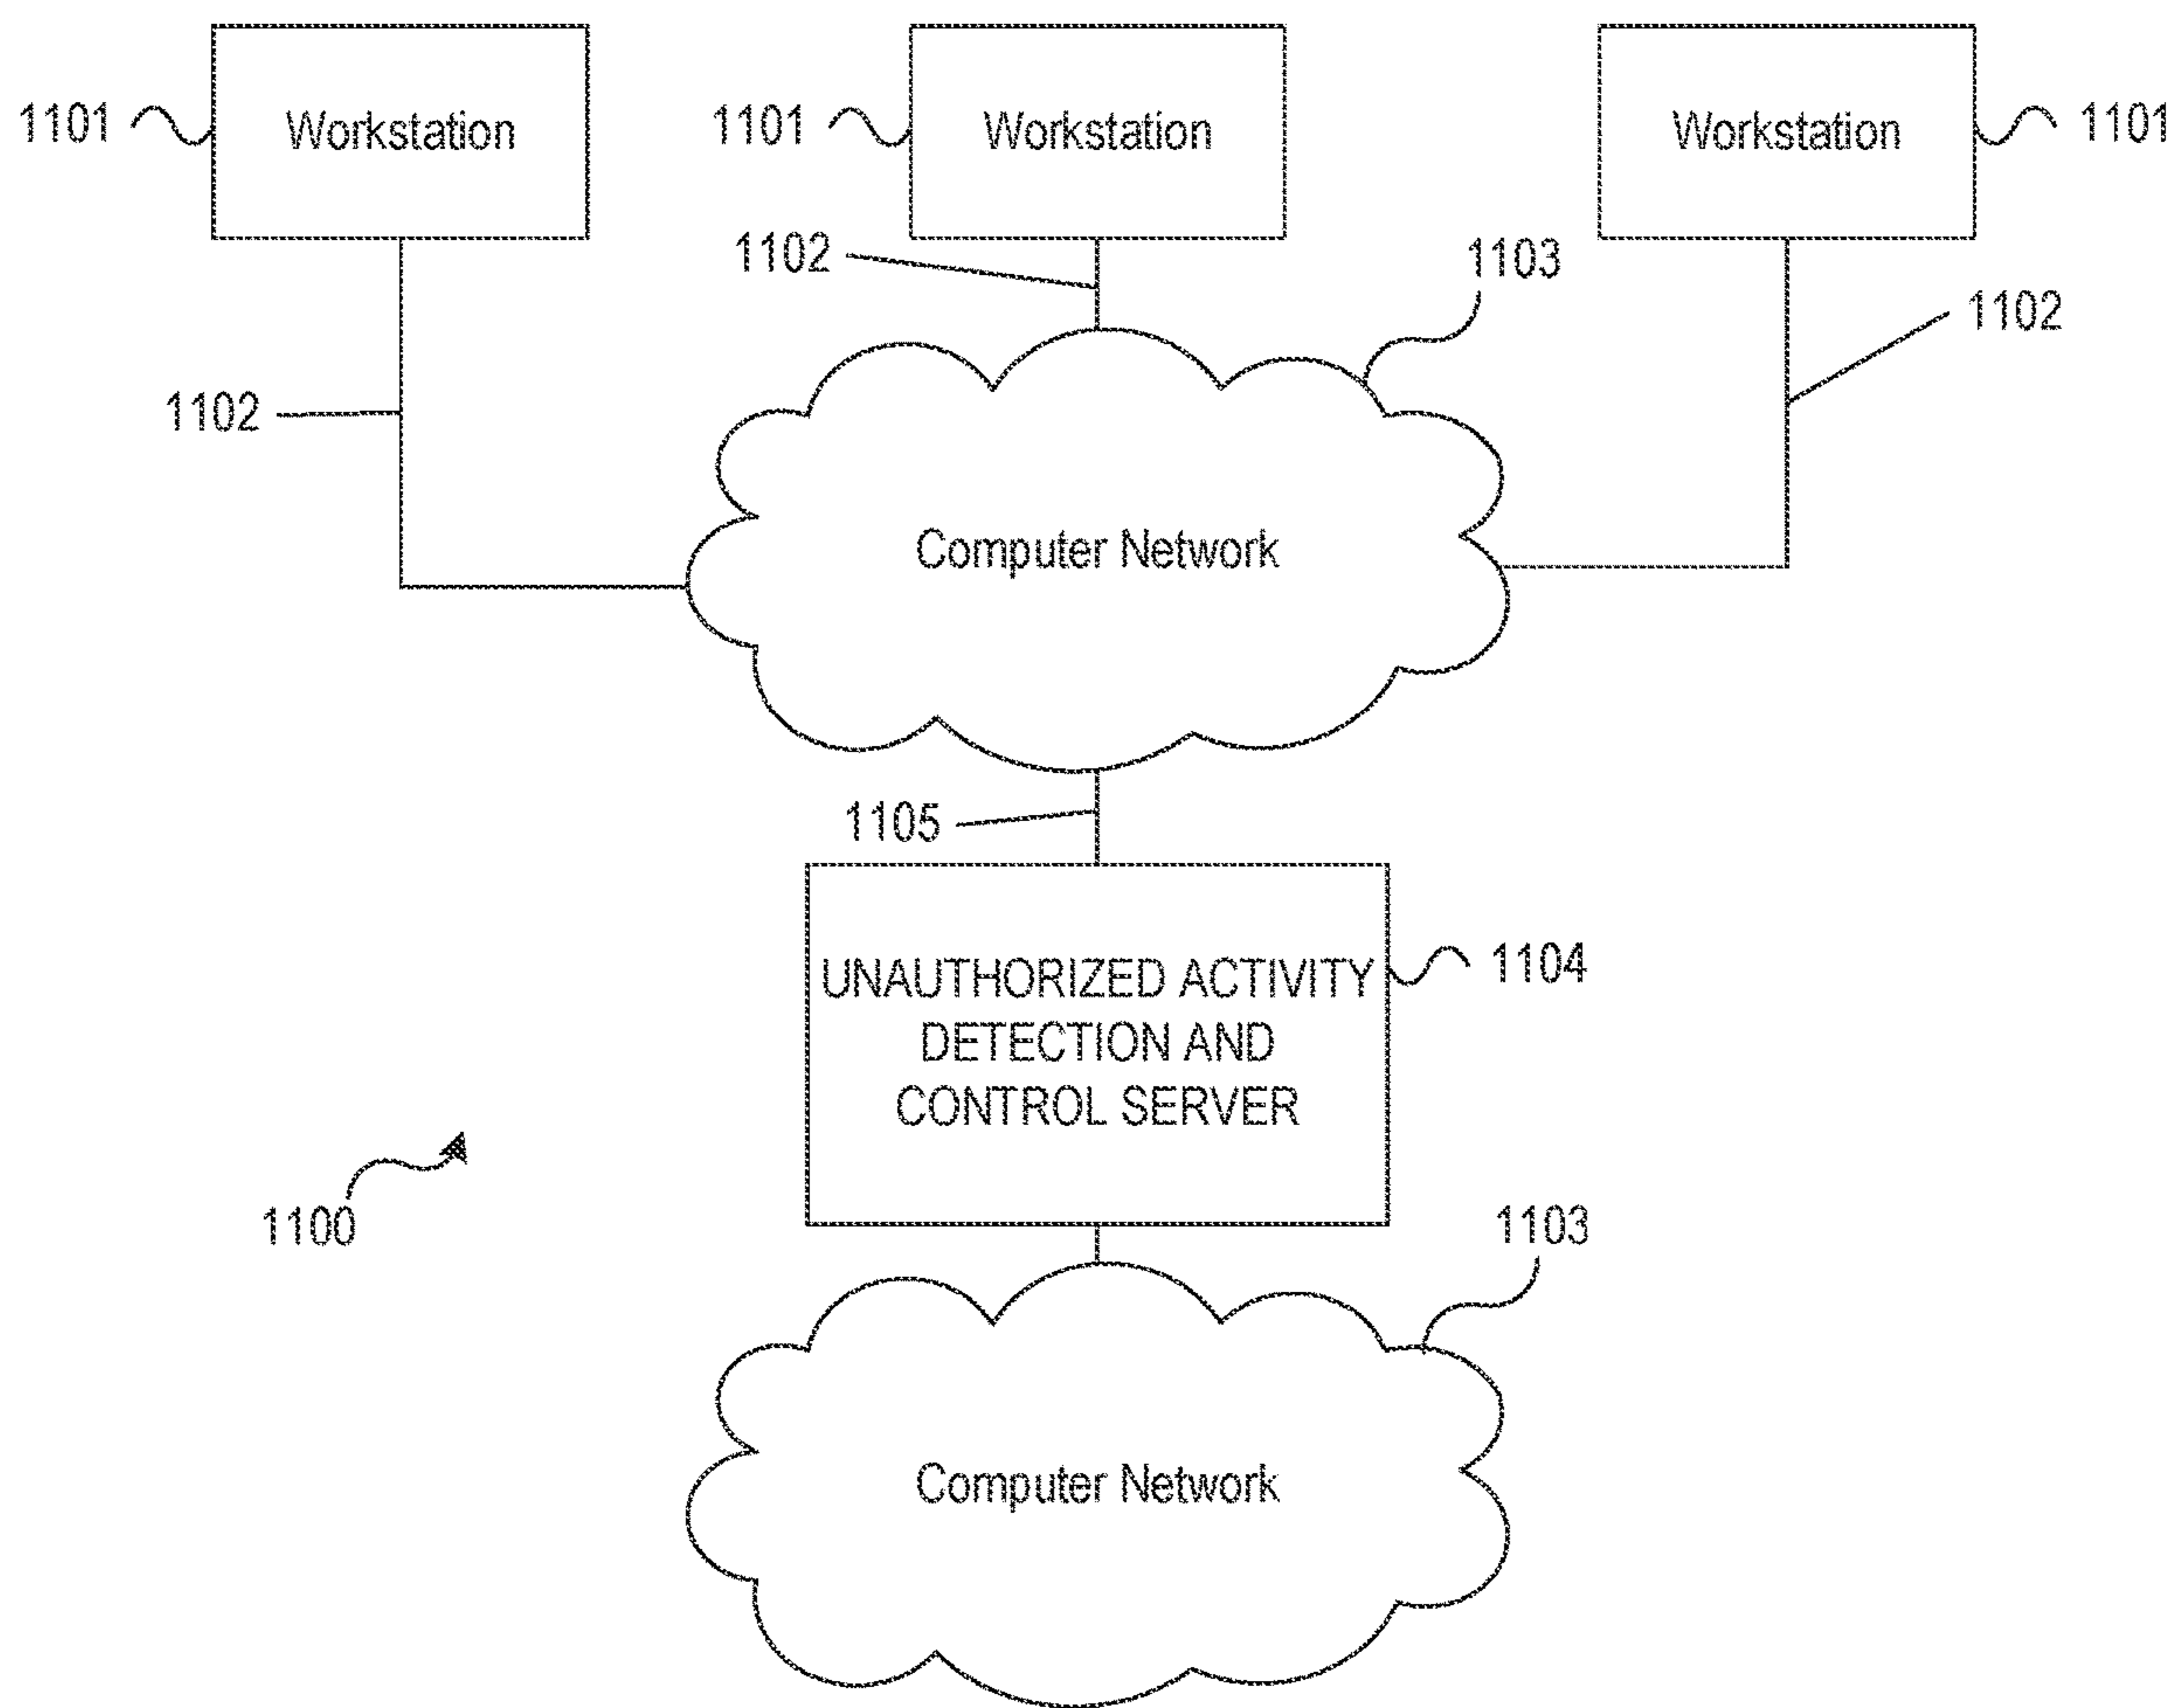 1101
Workstation
1101
Workstation
Workstation
1101
1102
1103
1102
1102
Computer Network
1105
UNAUTHORIZED ACTIVITY
DETECTION AND
CONTROL SERVER
1104
1100
1103
Computer Network